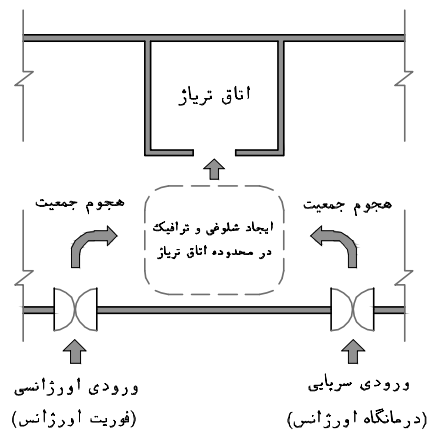 اتاق تریاژ
هجوم جمعیت
هجوم جمعیت
ایجاد شلوغی و ترافیک
در محدوده اتاق تریاژ
ورودی سرپایی
(درمانگاه اورژانس)
ورودی اورژانسی
(فوریت اورژانس)